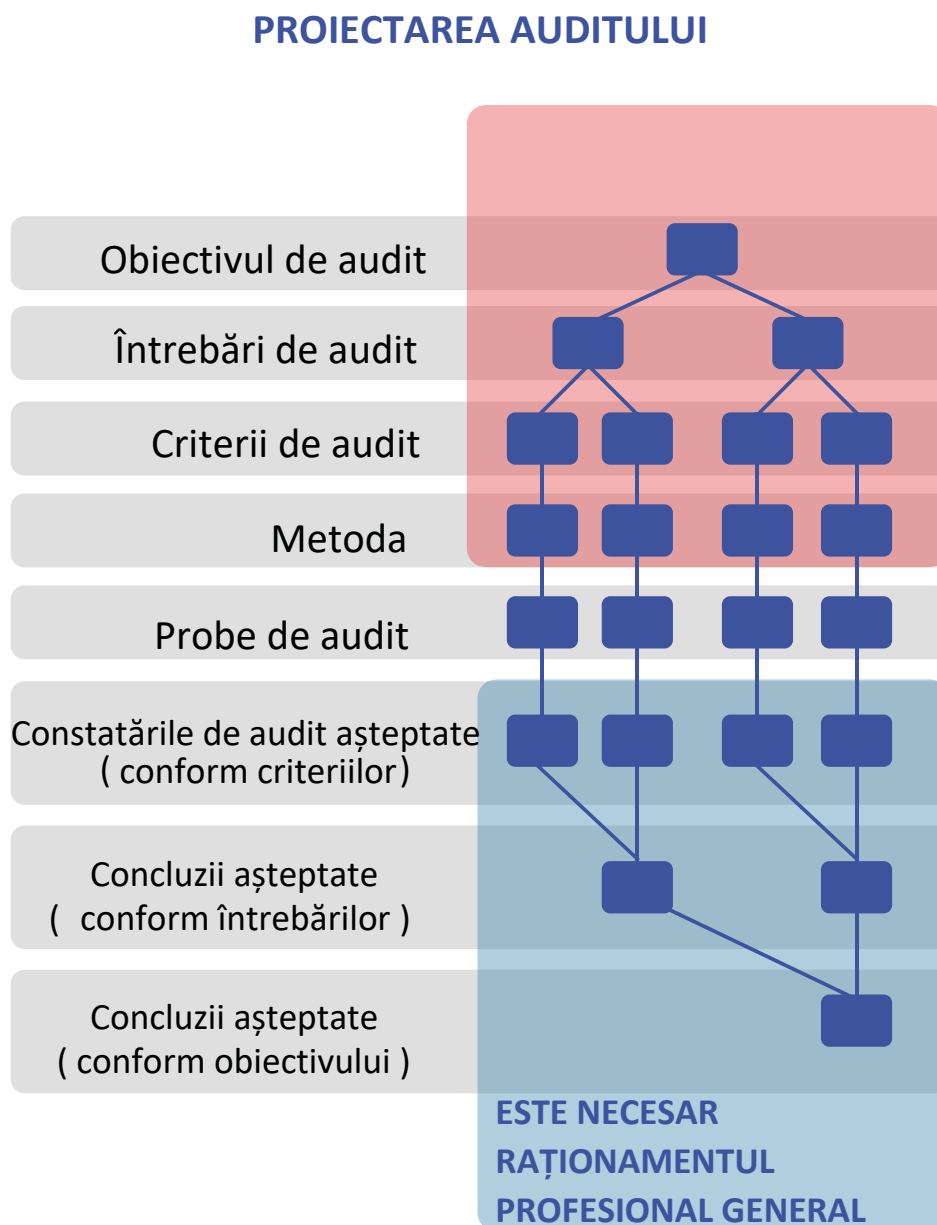 PROIECTAREA AUDITULUI
Obiectivul de audit
Întrebări de audit
Criterii de audit
Metoda
Probe de audit
Constatările de audit așteptate
( conform criteriilor)
Concluzii așteptate
( conform întrebărilor )
Concluzii așteptate
( conform obiectivului )
ESTE NECESAR
RAȚIONAMENTUL
PROFESIONAL GENERAL